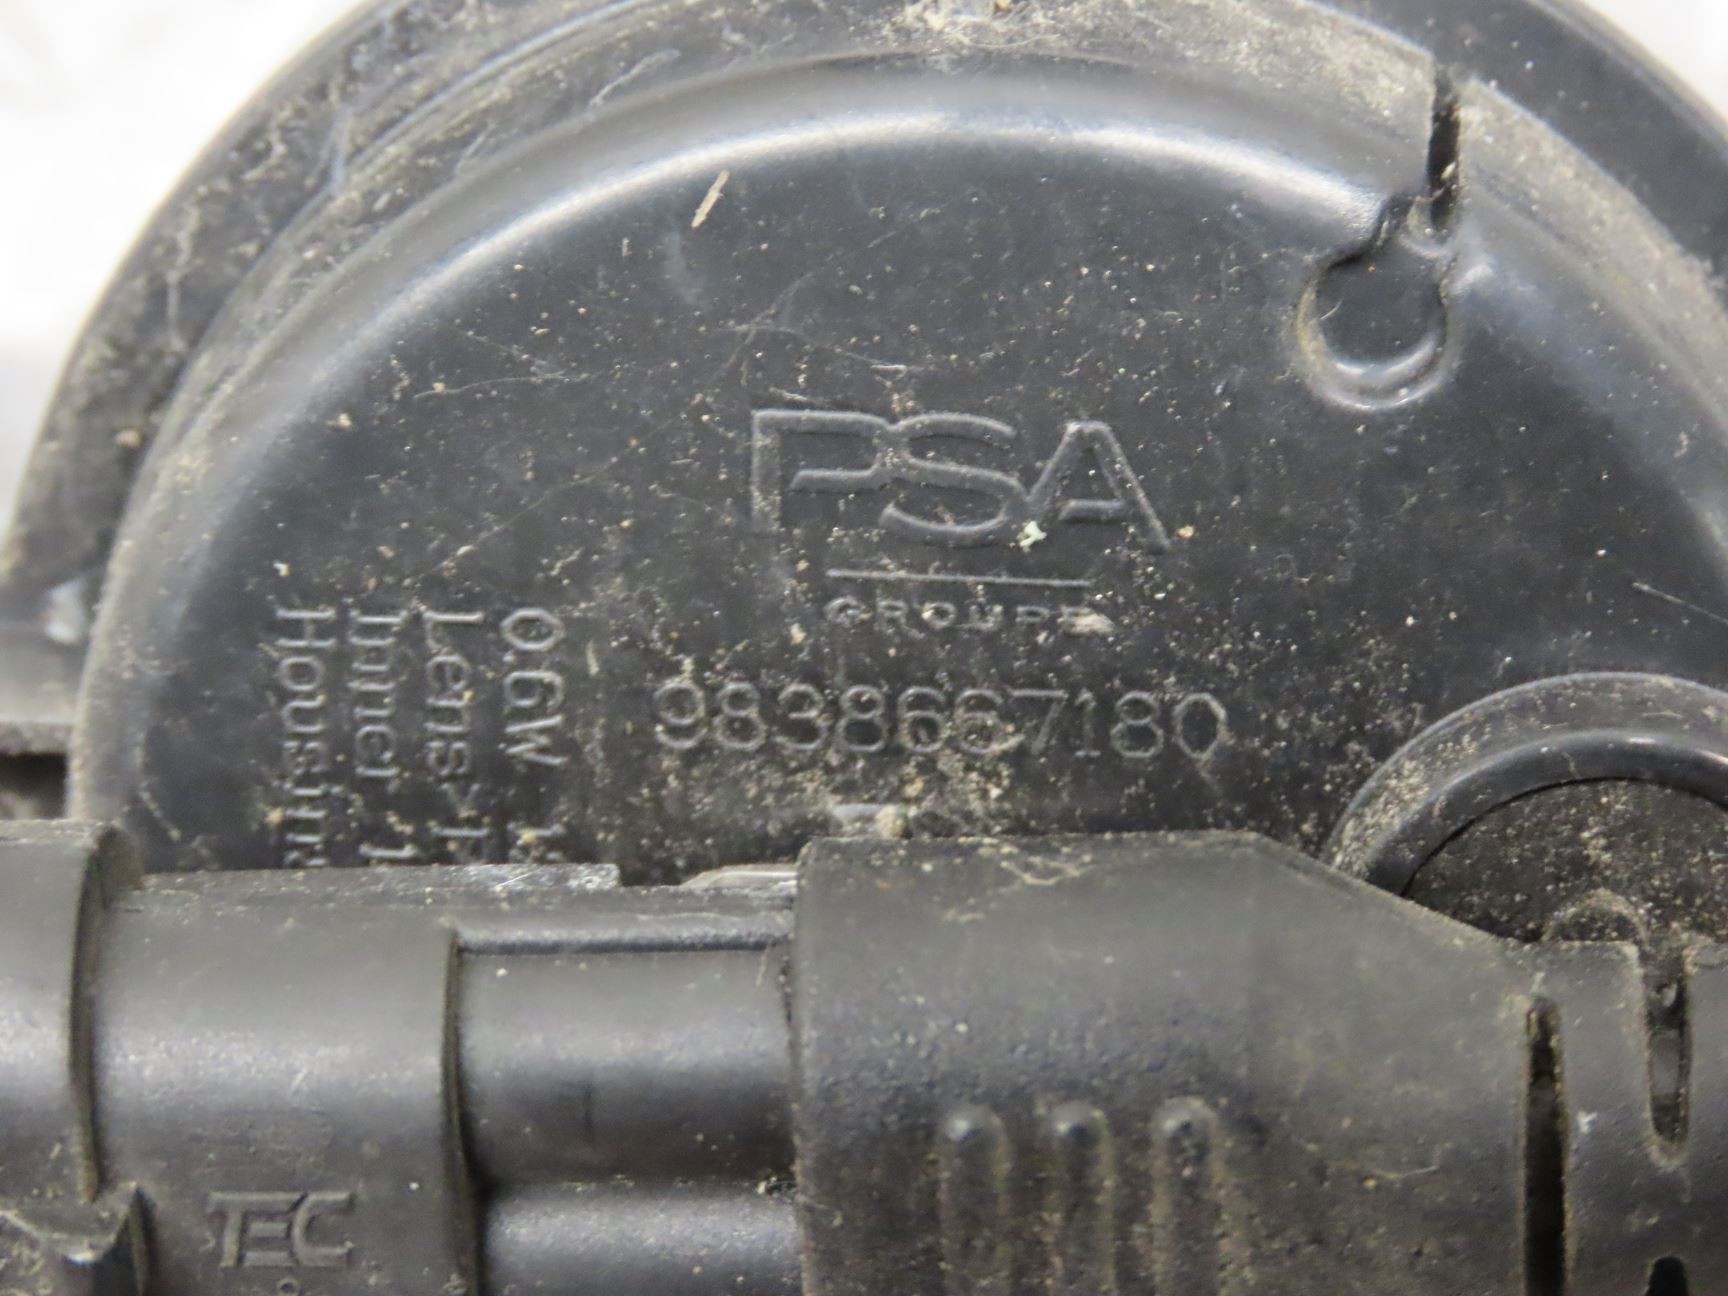 PSA
GROUPE
9838667180
0.6W
Lens>
Inner
TEC